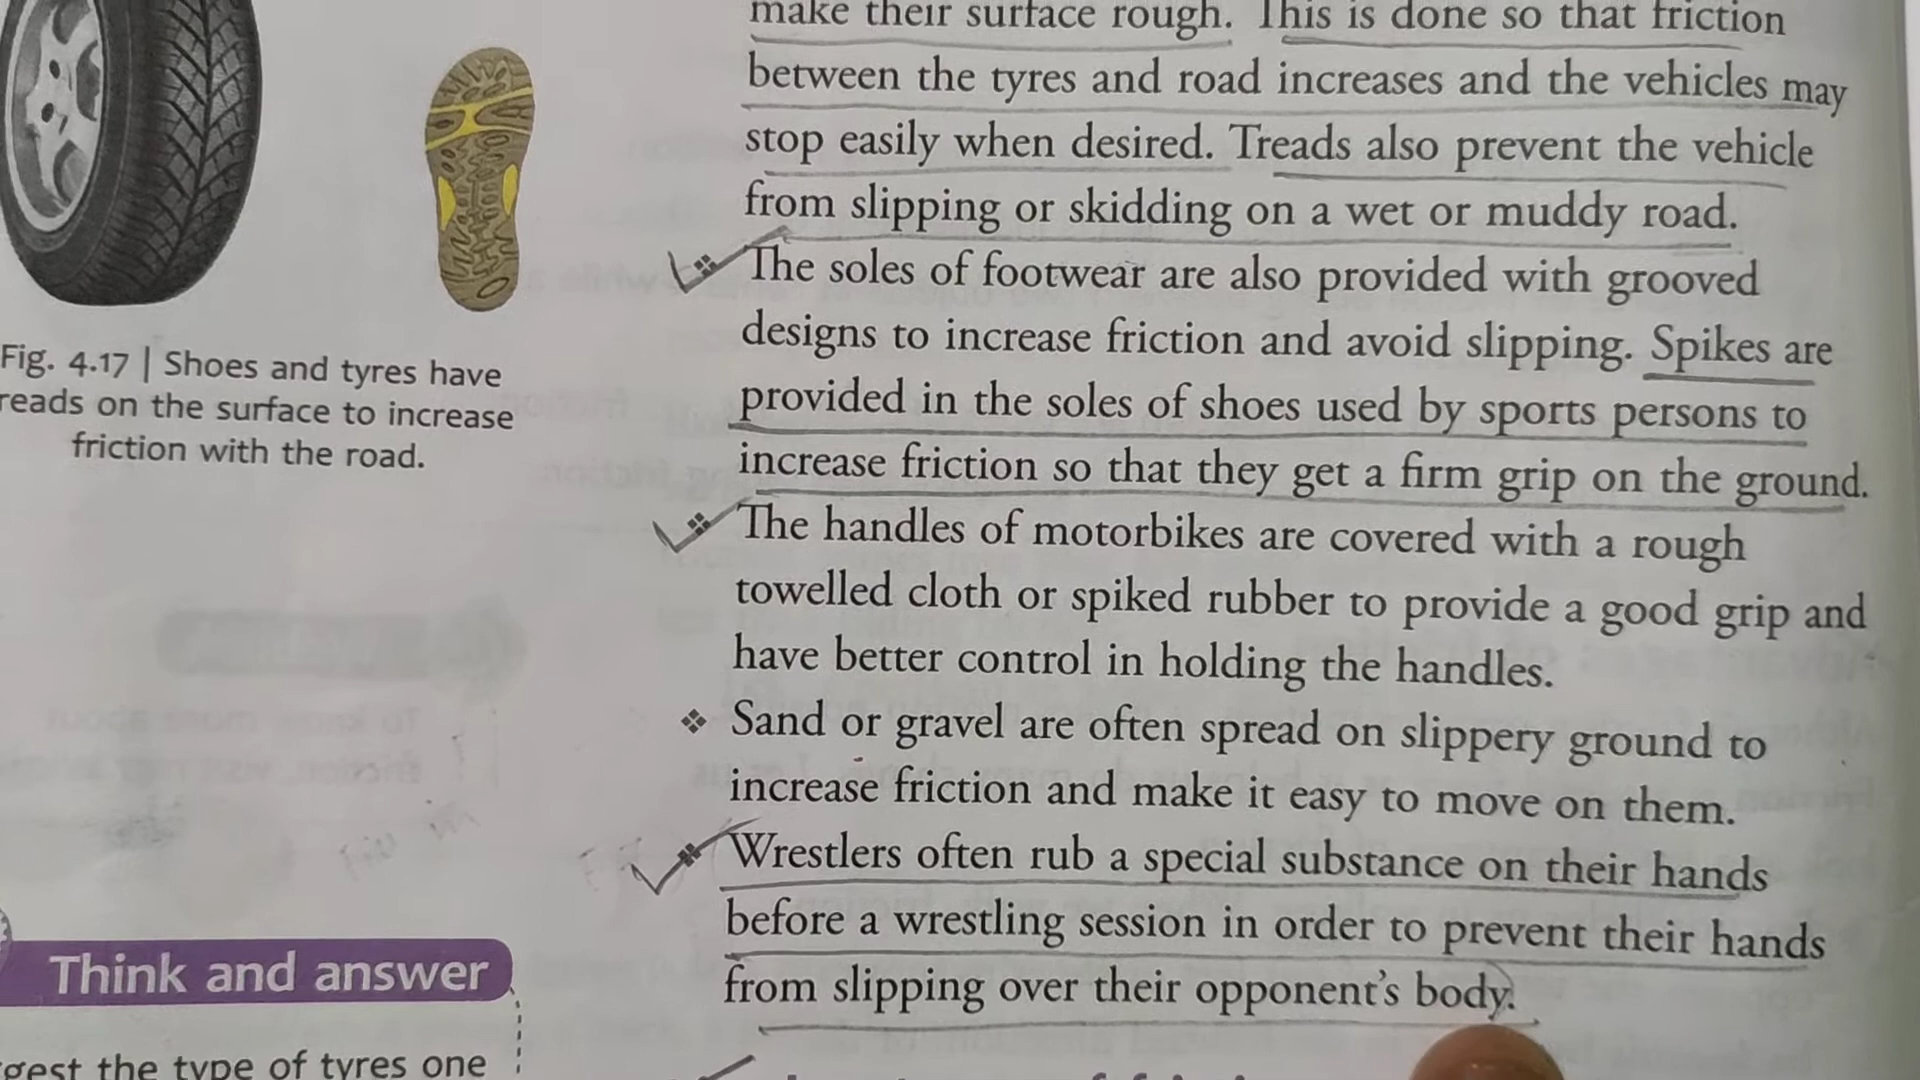 make their surface rough. This is done so that friction
between the tyres and road increases and the vehicles may
stop easily when desired. Treads also prevent the vehicle
from slipping or skidding on a wet or muddy road.
❖ The soles of footwear are also provided with grooved
designs to increase friction and avoid slipping. Spikes are
provided in the soles of shoes used by sports persons to
increase friction so that they get a firm grip on the ground.
❖ The handles of motorbikes are covered with a rough
towelled cloth or spiked rubber to provide a good grip and
have better control in holding the handles.
❖ Sand or gravel are often spread on slippery ground to
increase friction and make it easy to move on them.
❖ Wrestlers often rub a special substance on their hands
before a wrestling session in order to prevent their hands
from slipping over their opponent's body.
Fig. 4.17 | Shoes and tyres have
reads on the surface to increase
friction with the road.
Think and answer
gest the type of tyres one